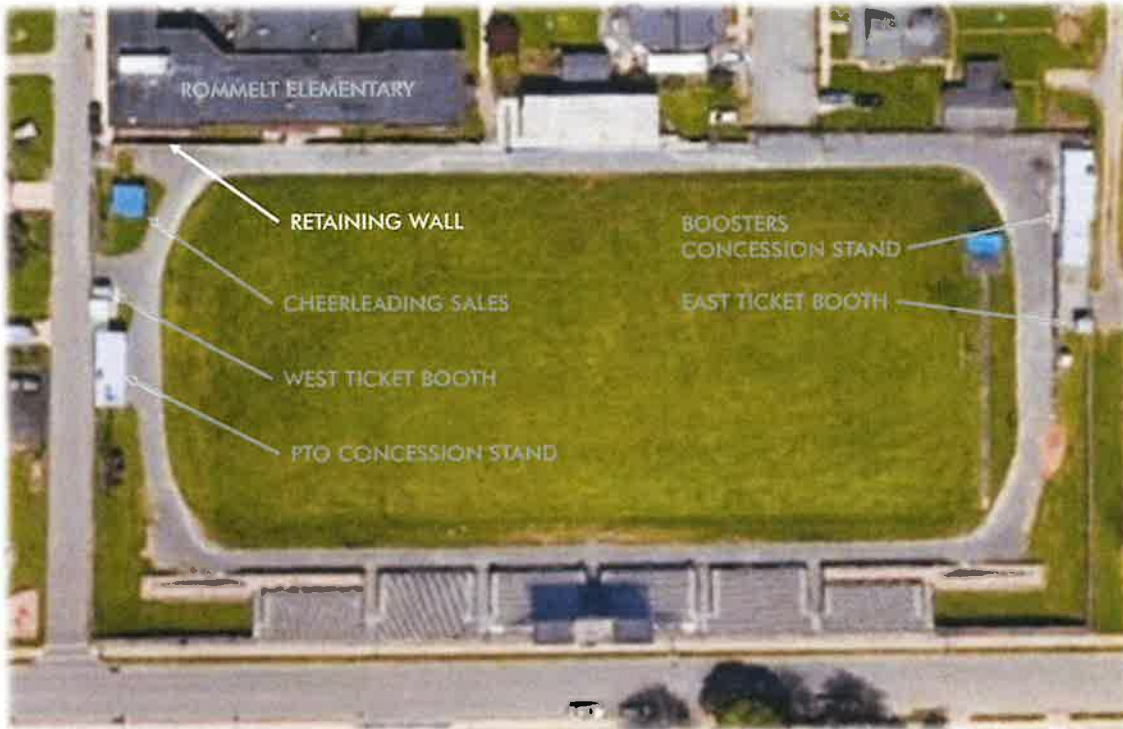 ROMMELT ELEMENTARY
RETAINING WALL
BOOSTERS
CONCESSION STAND
CHEERLEADING SALES
EAST TICKET BOOTH
WEST TICKET BOOTH
PTO CONCESSION STAND